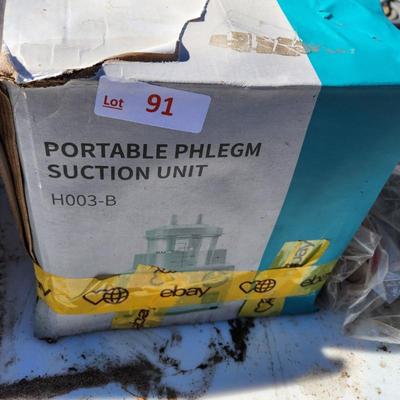 Lot 91
PORTABLE PHLEGM
SUCTION UNIT
H003-B
ebay